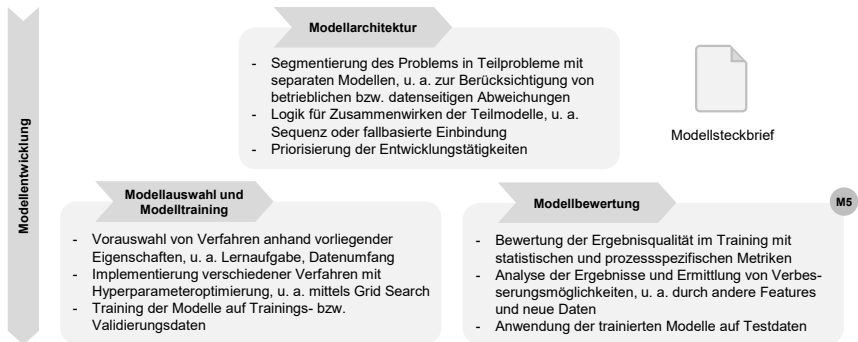 Modellentwicklung
Modellarchitektur
- Segmentierung des Problems in Teilprobleme mit
separaten Modellen, u. a. zur Berücksichtigung von
betrieblichen bzw. datenseitigen Abweichungen
- Logik für Zusammenwirken der Teilmodelle, u. a.
Sequenz oder fallbasierte Einbindung
- Priorisierung der Entwicklungstätigkeiten
Modellsteckbrief
Modellauswahl und
Modelltraining
- Vorauswahl von Verfahren anhand vorliegender
Eigenschaften, u. a. Lernaufgabe, Datenumfang
- Implementierung verschiedener Verfahren mit
Hyperparameteroptimierung, u. a. mittels Grid Search
- Training der Modelle auf Trainings- bzw.
Validierungsdaten
Modellbewertung
M5
- Bewertung der Ergebnisqualität im Training mit
statistischen und prozessspezifischen Metriken
- Analyse der Ergebnisse und Ermittlung von Verbes-
serungsmöglichkeiten, u. a. durch andere Features
und neue Daten
- Anwendung der trainierten Modelle auf Testdaten